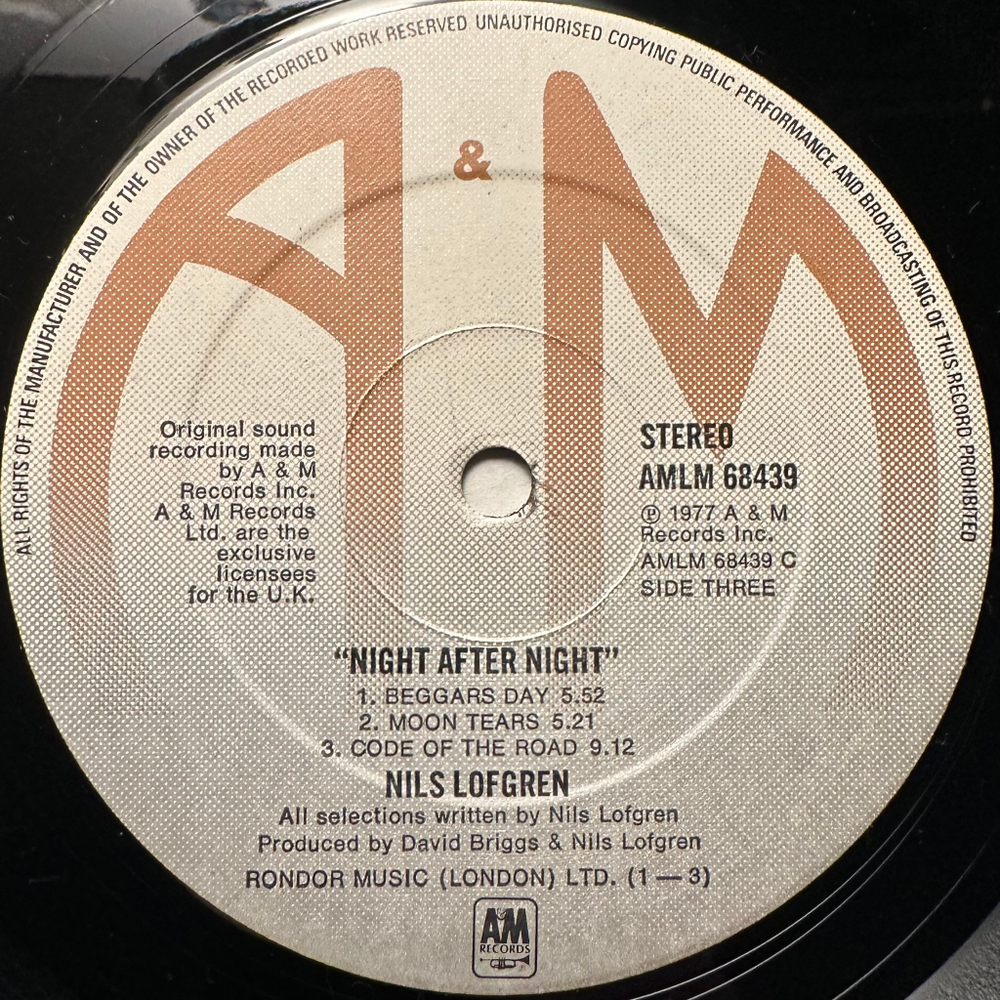 ALL RIGHTS OF THE MANUFACTURER AND OF THE OWNER OF THE RECORDED WORK RESERVED UNAUTHORISED COPYING PUBLIC PERFORMANCE AND BROADCASTING OF THIS RECORD PROHIBITED
A & M
Original sound
recording made
by A & M
Records Inc.
A & M Records
Ltd. are the
exclusive
licensees
for the U.K.
STEREO
AMLM 68439
℗ 1977 A & M
Records Inc.
AMLM 68439 C
SIDE THREE
“NIGHT AFTER NIGHT”
1. BEGGARS DAY 5.52
2. MOON TEARS 5.21
3. CODE OF THE ROAD 9.12
NILS LOFGREN
All selections written by Nils Lofgren
Produced by David Briggs & Nils Lofgren
RONDOR MUSIC (LONDON) LTD. (1 — 3)
AM
RECORDS